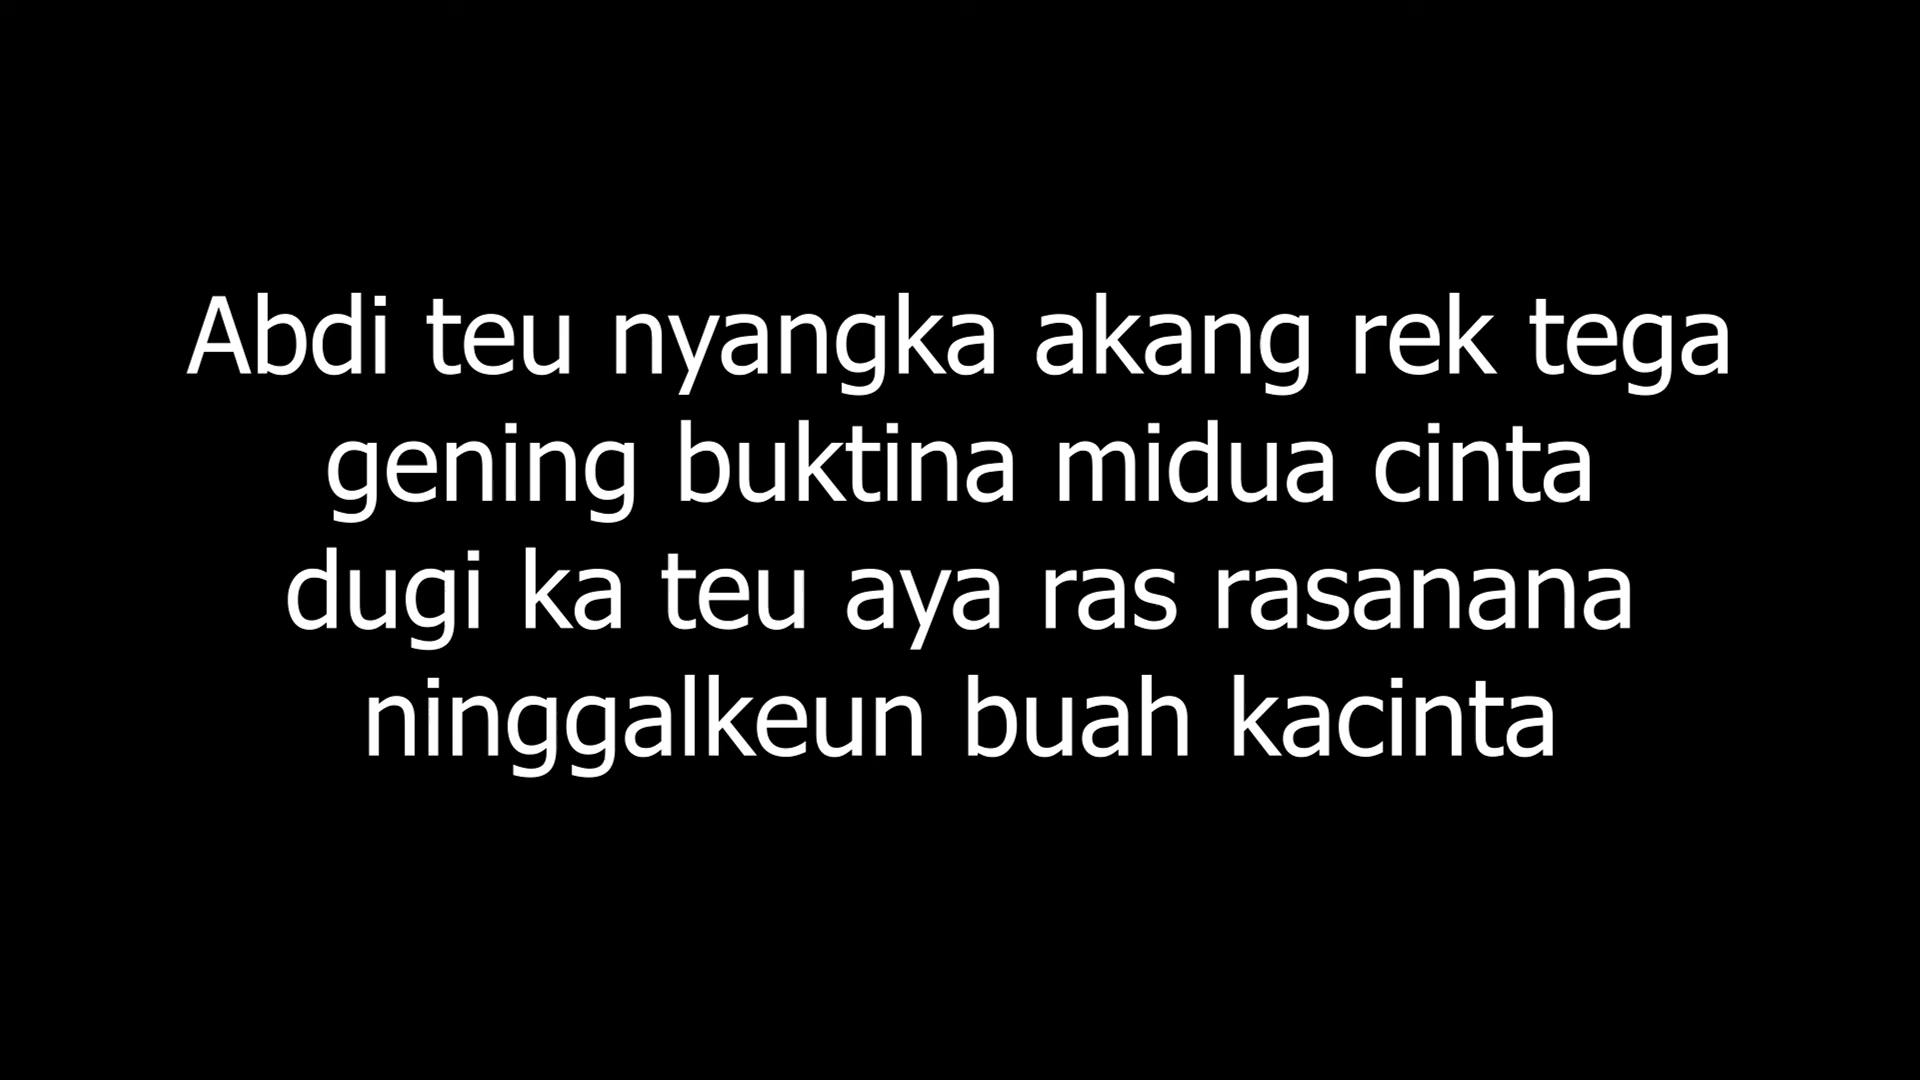 Abdi teu nyangka akang rek tega
gening buktina midua cinta
dugi ka teu aya ras rasanana
ninggalkeun buah kacinta